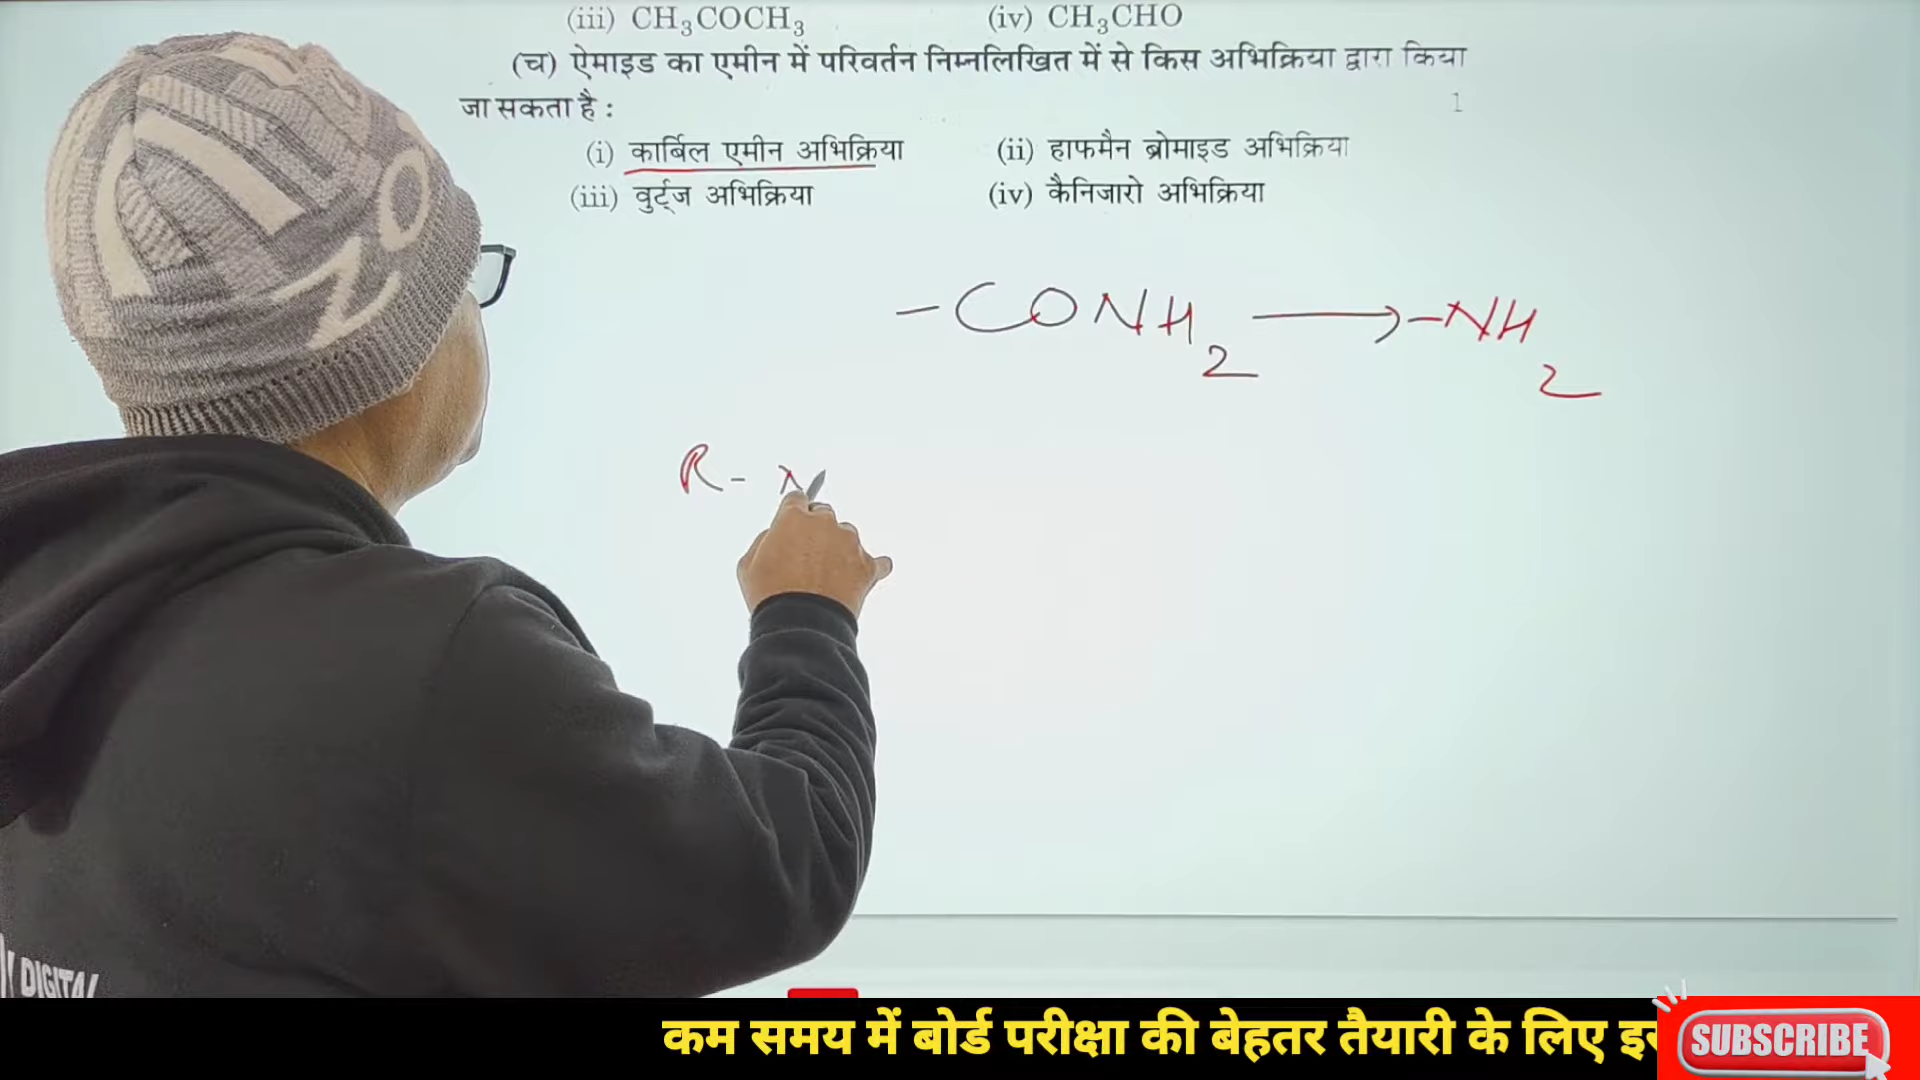 (iii) CH₃COCH₃ (iv) CH₃CHO
(च) ऐमाइड का एमीन में परिवर्तन निम्नलिखित में से किस अभिक्रिया द्वारा किया
जा सकता है : 1
(i) कार्बिल एमीन अभिक्रिया (ii) हाफमैन ब्रोमाइड अभिक्रिया
(iii) वुर्ट्ज अभिक्रिया (iv) कैनिजारो अभिक्रिया
-CONH₂ ⟶ -NH₂
R - N
DIGITAL
कम समय में बोर्ड परीक्षा की बेहतर तैयारी के लिए
SUBSCRIBE